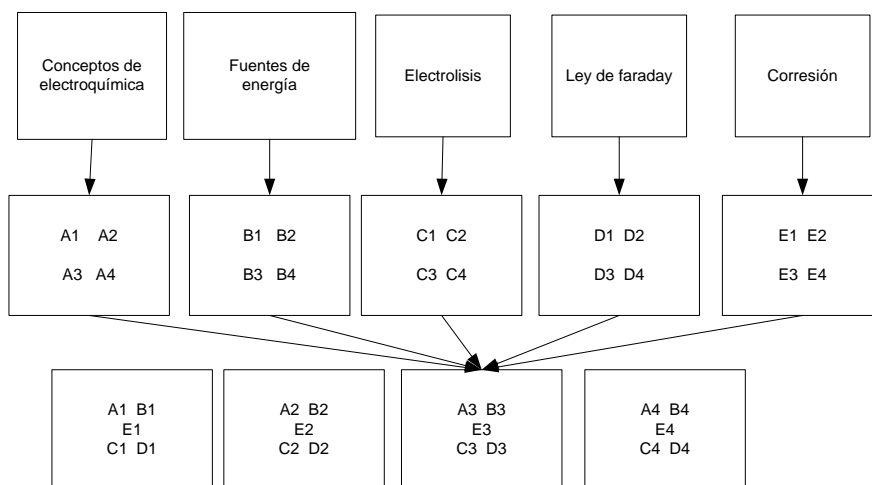 Conceptos de
electroquímica
Fuentes de
energía
Electrolisis
Ley de faraday
Corresión
A1 A2
A3 A4
B1 B2
B3 B4
C1 C2
C3 C4
D1 D2
D3 D4
E1 E2
E3 E4
A1 B1
E1
C1 D1
A2 B2
E2
C2 D2
A3 B3
E3
C3 D3
A4 B4
E4
C4 D4